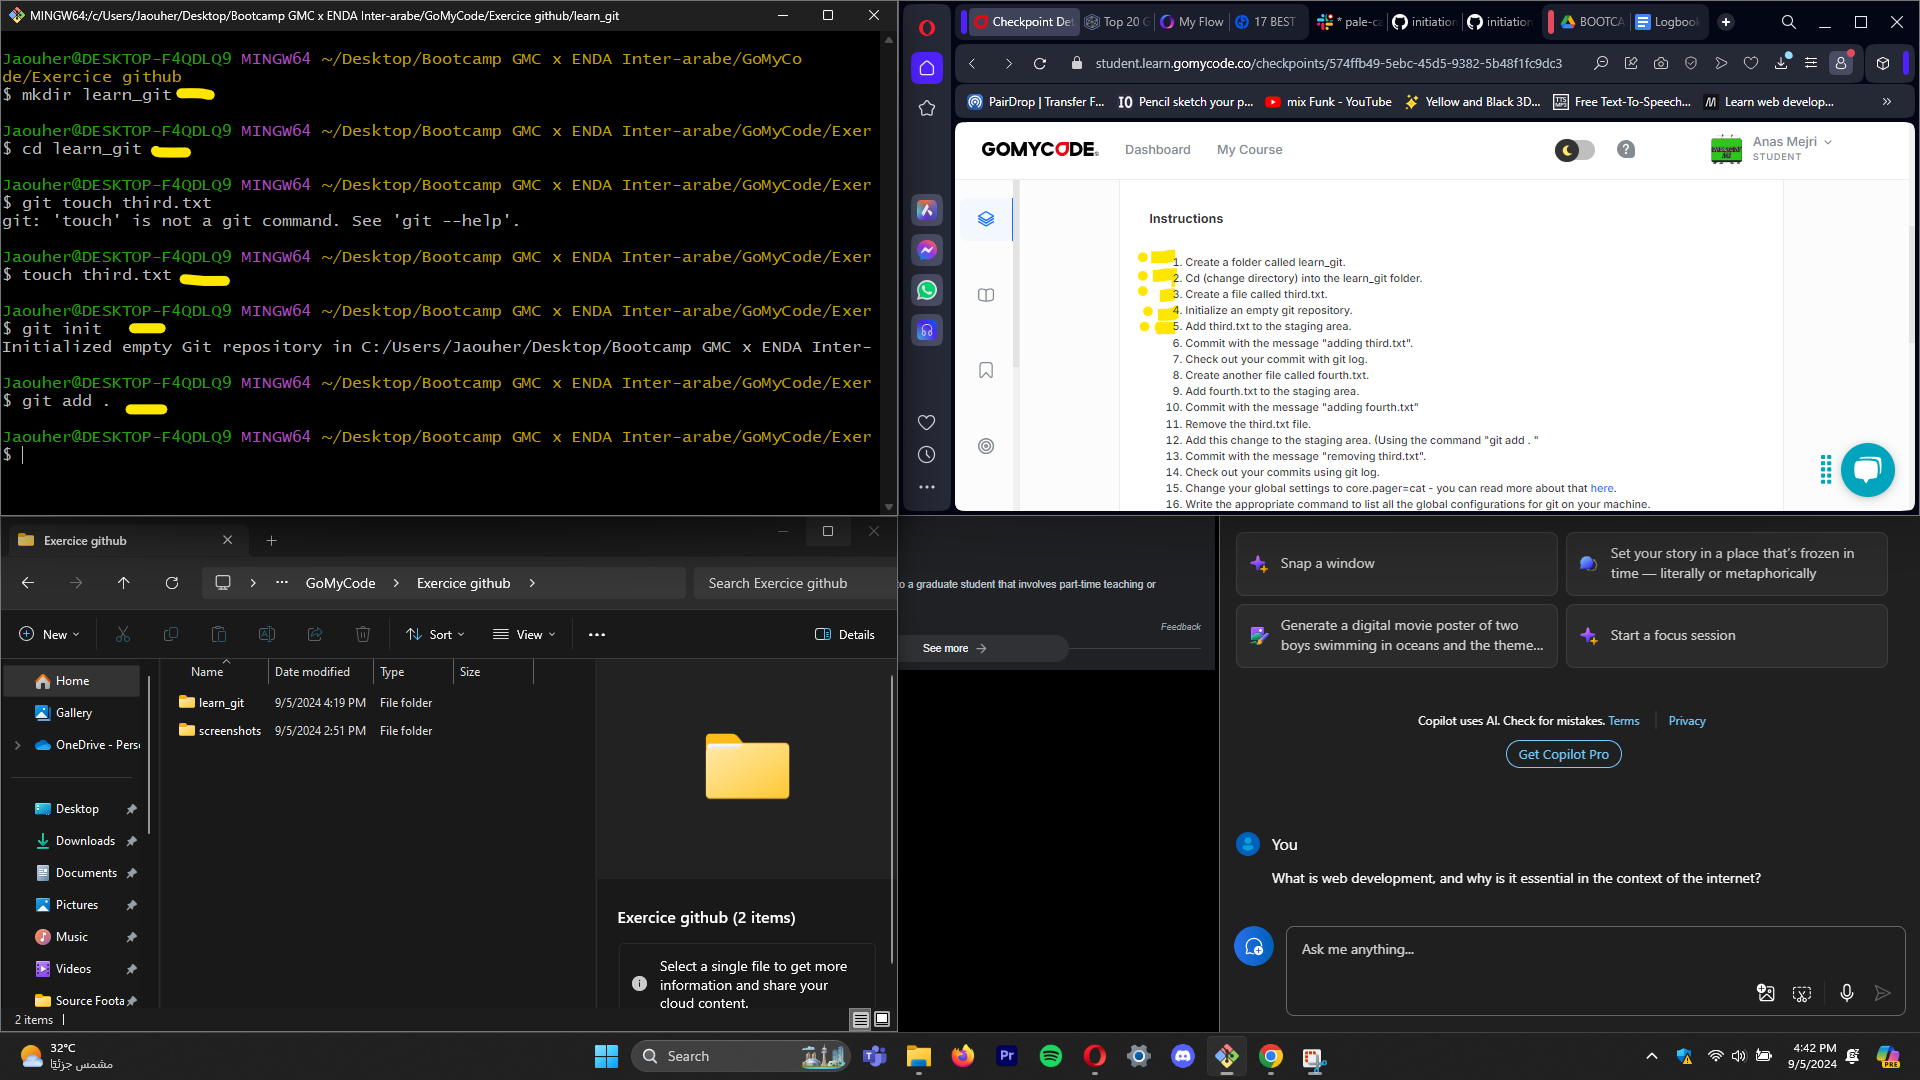 MINGW64:/c/Users/Jaouher/Desktop/Bootcamp GMC x ENDA Inter-arabe/GoMyCode/Exercice github/learn_git
Jaouher@DESKTOP-F4QDLQ9 MINGW64 ~/Desktop/Bootcamp GMC x ENDA Inter-arabe/GoMyCo
de/Exercice github
$ mkdir learn_git
Jaouher@DESKTOP-F4QDLQ9 MINGW64 ~/Desktop/Bootcamp GMC x ENDA Inter-arabe/GoMyCode/Exer
$ cd learn_git
Jaouher@DESKTOP-F4QDLQ9 MINGW64 ~/Desktop/Bootcamp GMC x ENDA Inter-arabe/GoMyCode/Exer
$ git touch third.txt
git: 'touch' is not a git command. See 'git --help'.
Jaouher@DESKTOP-F4QDLQ9 MINGW64 ~/Desktop/Bootcamp GMC x ENDA Inter-arabe/GoMyCode/Exer
$ touch third.txt
Jaouher@DESKTOP-F4QDLQ9 MINGW64 ~/Desktop/Bootcamp GMC x ENDA Inter-arabe/GoMyCode/Exer
$ git init
Initialized empty Git repository in C:/Users/Jaouher/Desktop/Bootcamp GMC x ENDA Inter-
Jaouher@DESKTOP-F4QDLQ9 MINGW64 ~/Desktop/Bootcamp GMC x ENDA Inter-arabe/GoMyCode/Exer
$ git add .
Jaouher@DESKTOP-F4QDLQ9 MINGW64 ~/Desktop/Bootcamp GMC x ENDA Inter-arabe/GoMyCode/Exer
$
Checkpoint Det
Top 20 G
My Flow
17 BEST
* pale-ca
initiation
initiation
BOOTCA
Logbook
student.learn.gomycode.co/checkpoints/574ffb49-5ebc-45d5-9382-5b48f1fc9dc3
PairDrop | Transfer F...
IO Pencil sketch your p...
mix Funk - YouTube
Yellow and Black 3D...
Free Text-To-Speech...
M Learn web develop...
GOMYCODE
Dashboard
My Course
Anas Mejri
STUDENT
Instructions
1. Create a folder called learn_git.
2. Cd (change directory) into the learn_git folder.
3. Create a file called third.txt.
4. Initialize an empty git repository.
5. Add third.txt to the staging area.
6. Commit with the message "adding third.txt".
7. Check out your commit with git log.
8. Create another file called fourth.txt.
9. Add fourth.txt to the staging area.
10. Commit with the message "adding fourth.txt"
11. Remove the third.txt file.
12. Add this change to the staging area. (Using the command "git add . "
13. Commit with the message "removing third.txt".
14. Check out your commits using git log.
15. Change your global settings to core.pager=cat - you can read more about that here.
16. Write the appropriate command to list all the global configurations for git on your machine.
Exercice github
GoMyCode
Exercice github
Search Exercice github
New
Sort
View
Details
Home
Gallery
OneDrive - Pers
Desktop
Downloads
Documents
Pictures
Music
Videos
Source Foota
Name
Date modified
Type
Size
learn_git 9/5/2024 4:19 PM File folder
screenshots 9/5/2024 2:51 PM File folder
Exercice github (2 items)
Select a single file to get more
information and share your
cloud content.
2 items
o a graduate student that involves part-time teaching or
Feedback
See more
Snap a window
Set your story in a place that's frozen in
time — literally or metaphorically
Generate a digital movie poster of two
boys swimming in oceans and the theme...
Start a focus session
Copilot uses AI. Check for mistakes. Terms
Privacy
Get Copilot Pro
You
What is web development, and why is it essential in the context of the internet?
Ask me anything...
32°C
مشمس جزئيًا
Search
Pr
4:42 PM
9/5/2024
PRE